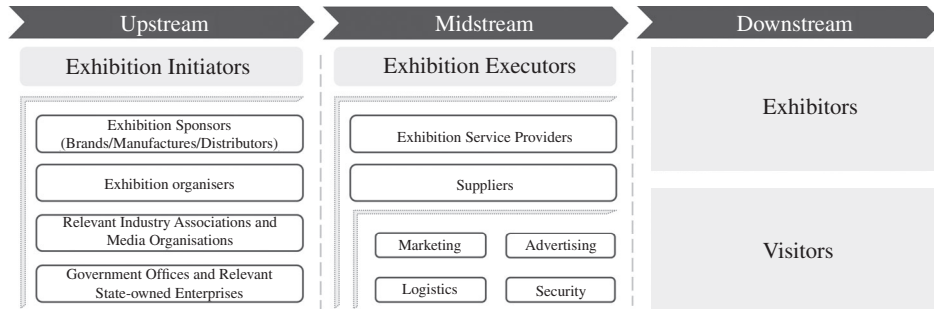 Upstream
Midstream
Downstream
Exhibition Initiators
Exhibition Sponsors
(Brands/Manufactures/Distributors)
Exhibition organisers
Relevant Industry Associations and
Media Organisations
Government Offices and Relevant
State-owned Enterprises
Exhibition Executors
Exhibition Service Providers
Suppliers
Marketing
Advertising
Logistics
Security
Exhibitors
Visitors